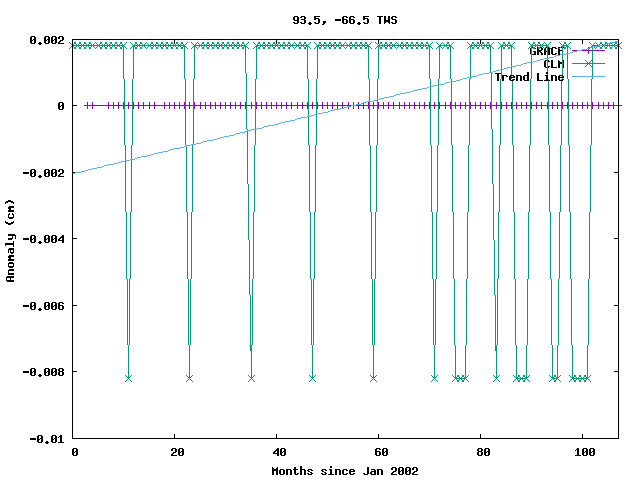 93.5, -66.5 TWS
0.002
GRACE
CLM
Trend Line
0
-0.002
-0.004
Anomaly (cm)
-0.006
-0.008
-0.01
0 20 40 60 80 100
Months since Jan 2002